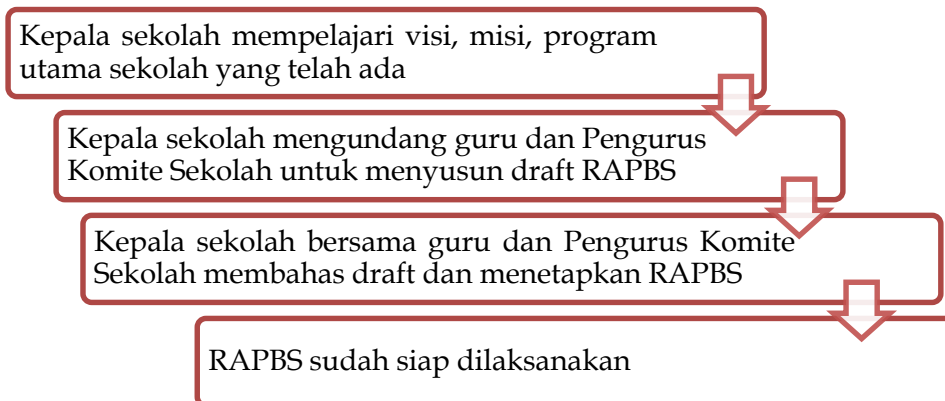 Kepala sekolah mempelajari visi, misi, program
utama sekolah yang telah ada
Kepala sekolah mengundang guru dan Pengurus
Komite Sekolah untuk menyusun draft RAPBS
Kepala sekolah bersama guru dan Pengurus Komite
Sekolah membahas draft dan menetapkan RAPBS
RAPBS sudah siap dilaksanakan